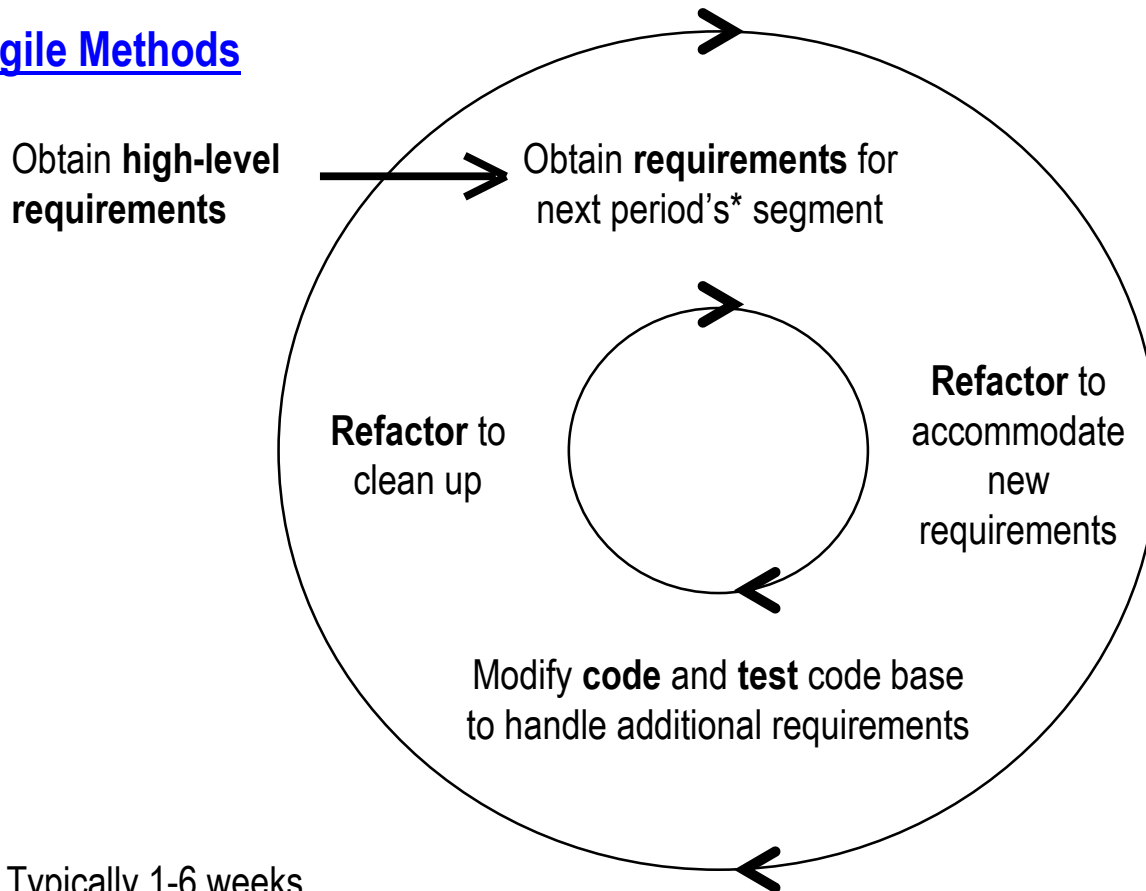 gile Methods
Obtain high-level
requirements
Obtain requirements for
next period's* segment
Refactor to
clean up
Refactor to
accommodate
new
requirements
Modify code and test code base
to handle additional requirements
Typically 1-6 weeks